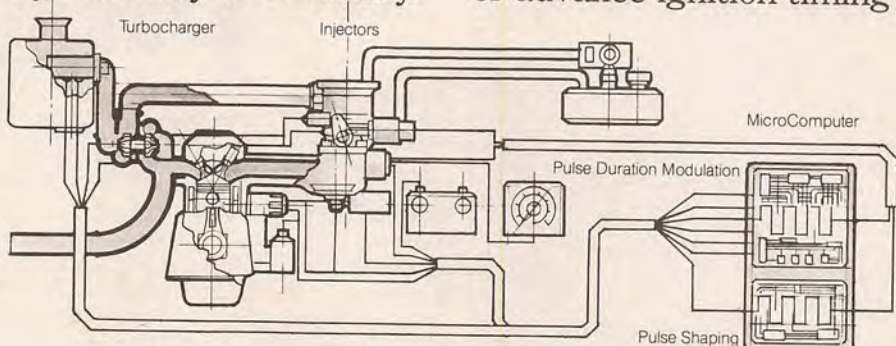 advance ignition timing
Turbocharger
Injectors
MicroComputer
Pulse Duration Modulation
Pulse Shaping